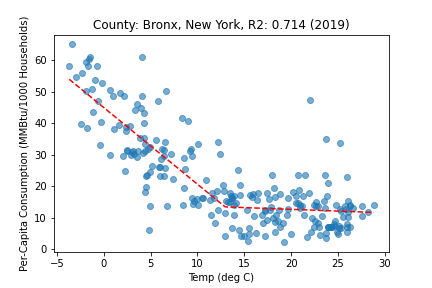 County: Bronx, New York, R2: 0.714 (2019)
Per-Capita Consumption (MMBtu/1000 Households)
60
50
40
30
20
10
0
−5 0 5 10 15 20 25 30
Temp (deg C)